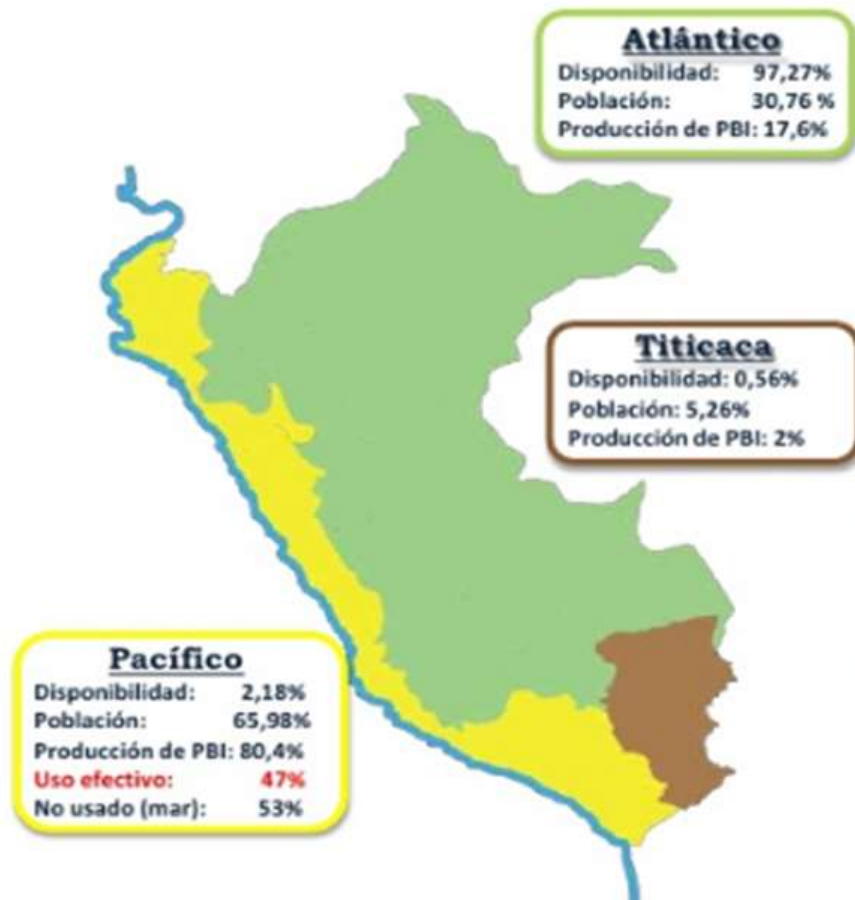 Atlántico
Disponibilidad: 97,27%
Población: 30,76 %
Producción de PBI: 17,6%
Titicaca
Disponibilidad: 0,56%
Población: 5,26%
Producción de PBI: 2%
Pacífico
Disponibilidad: 2,18%
Población: 65,98%
Producción de PBI: 80,4%
Uso efectivo: 47%
No usado (mar): 53%